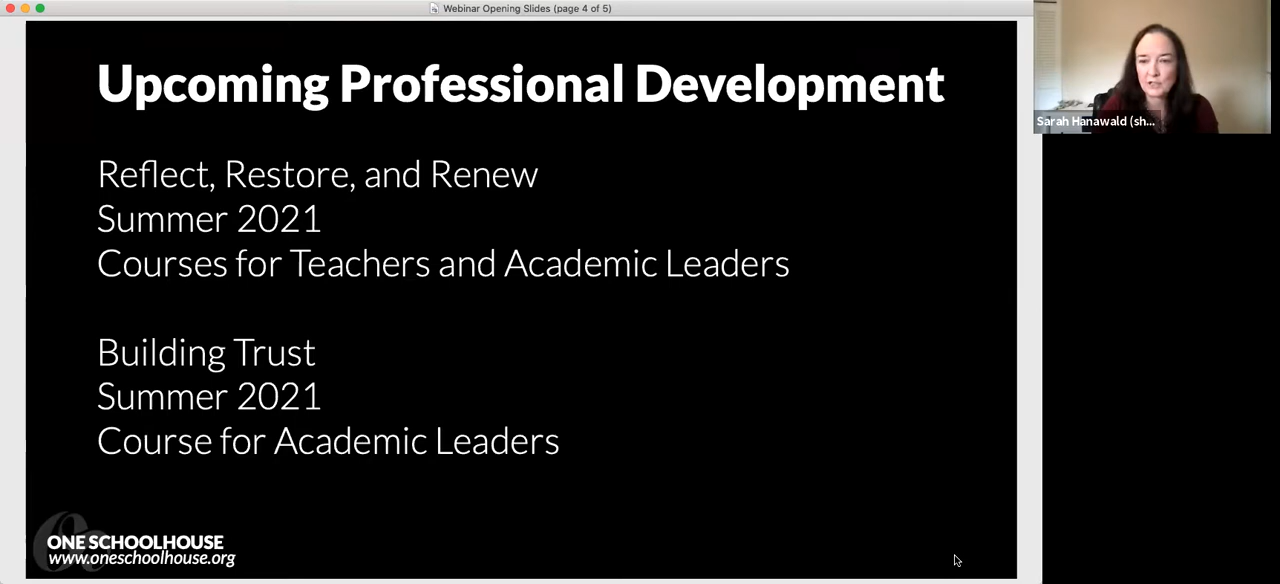 Webinar Opening Slides (page 4 of 5)
Upcoming Professional Development
Reflect, Restore, and Renew
Summer 2021
Courses for Teachers and Academic Leaders
Building Trust
Summer 2021
Course for Academic Leaders
ONE SCHOOLHOUSE
www.oneschoolhouse.org
Sarah Hanawald (sh...